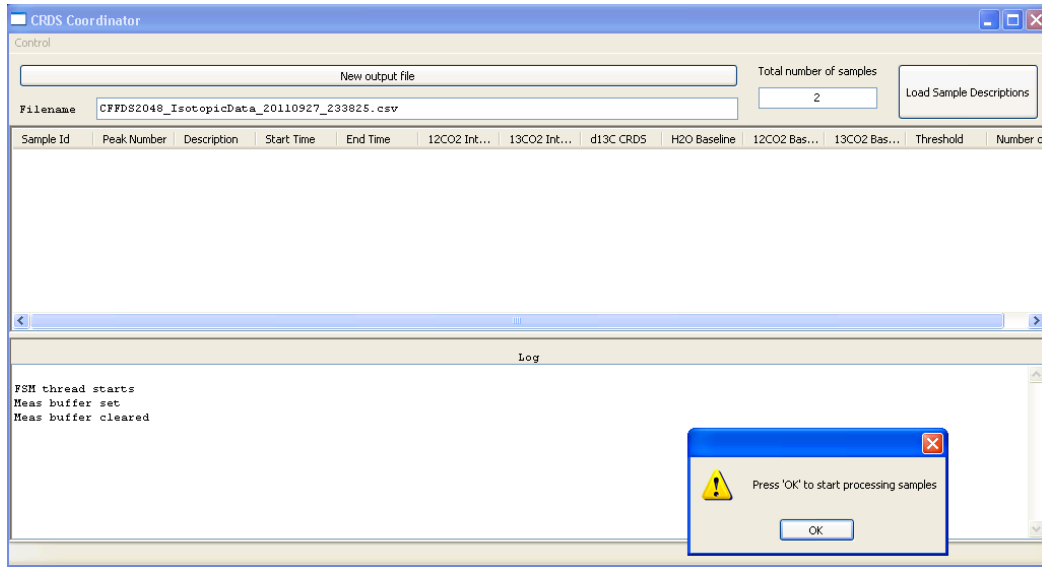 CRDS Coordinator
Control
New output file
Total number of samples
2
Load Sample Descriptions
Filename
CFFDS2048_IsotopicData_20110927_233825.csv
Sample Id Peak Number Description Start Time End Time 12CO2 Int... 13CO2 Int... d13C CRDS H2O Baseline 12CO2 Bas... 13CO2 Bas... Threshold Number c
Log
FSM thread starts
Meas buffer set
Meas buffer cleared
Press 'OK' to start processing samples
OK